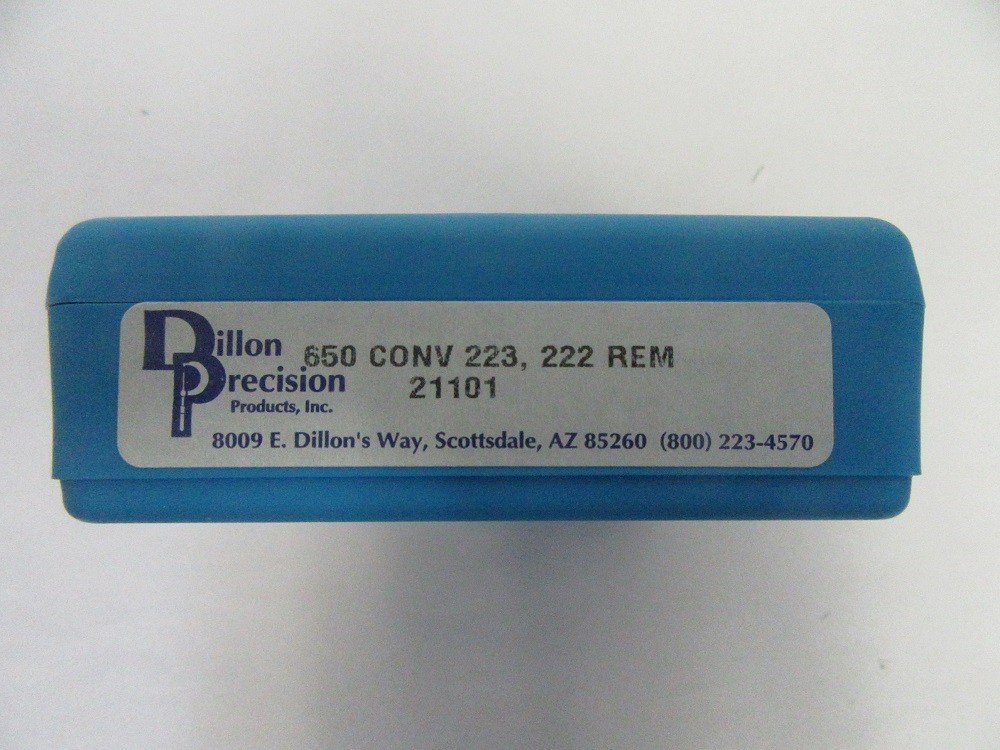 Dillon 650 CONV 223, 222 REM
Precision 21101
Products, Inc.
8009 E. Dillon's Way, Scottsdale, AZ 85260 (800) 223-4570